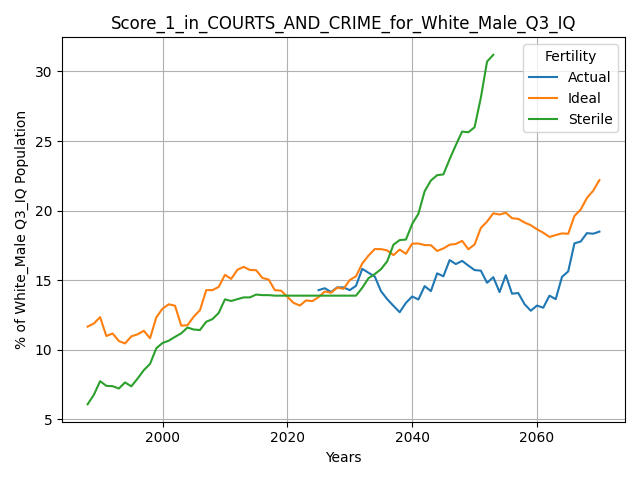 Score_1_in_COURTS_AND_CRIME_for_White_Male_Q3_IQ
Fertility
Actual
Ideal
Sterile
% of White_Male Q3_IQ Population
30
25
20
15
10
5
2000
2020
2040
2060
Years